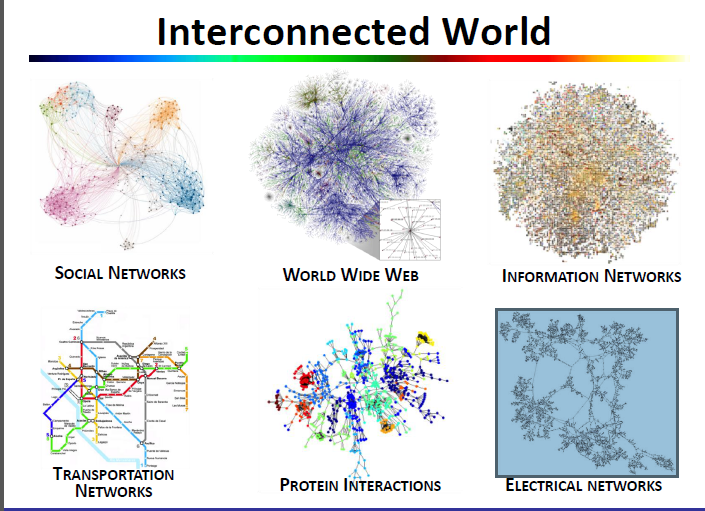 Interconnected World
SOCIAL NETWORKS
WORLD WIDE WEB
INFORMATION NETWORKS
TRANSPORTATION
NETWORKS
PROTEIN INTERACTIONS
ELECTRICAL NETWORKS